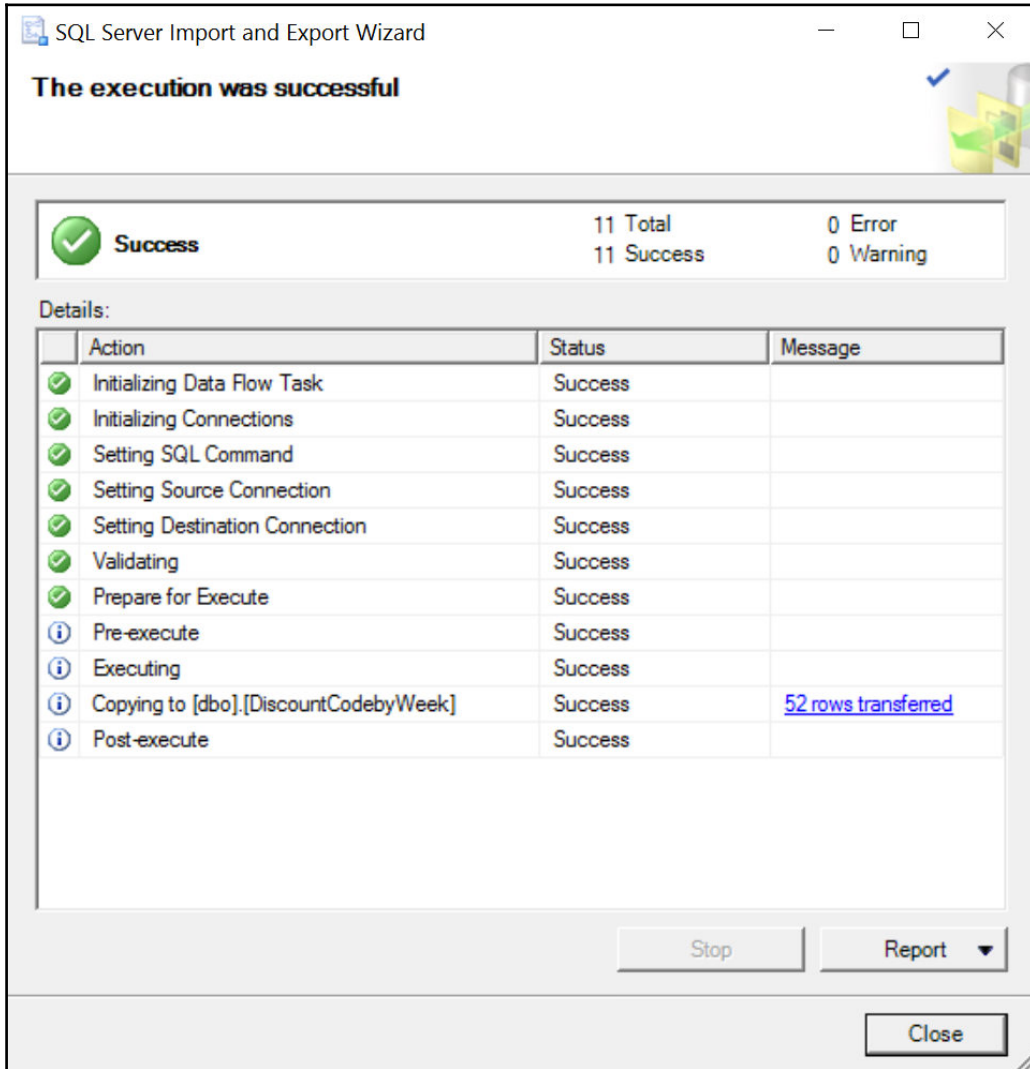 SQL Server Import and Export Wizard
The execution was successful
Success
11 Total 0 Error
11 Success 0 Warning
Details:
Action Status Message
Initializing Data Flow Task Success
Initializing Connections Success
Setting SQL Command Success
Setting Source Connection Success
Setting Destination Connection Success
Validating Success
Prepare for Execute Success
Pre-execute Success
Executing Success
Copying to [dbo].[DiscountCodebyWeek] Success 52 rows transferred
Post-execute Success
Stop Report
Close